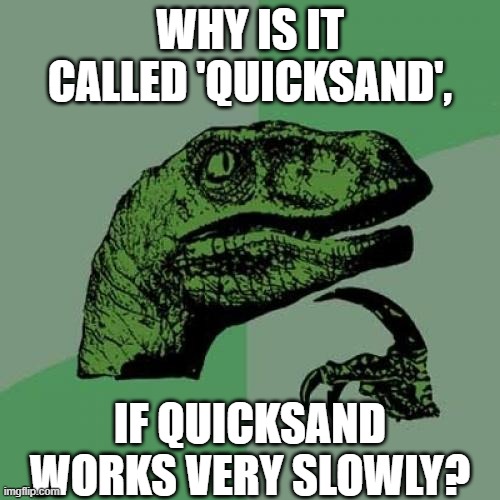 WHY IS IT
CALLED 'QUICKSAND',
IF QUICKSAND
WORKS VERY SLOWLY?
imgflip.com